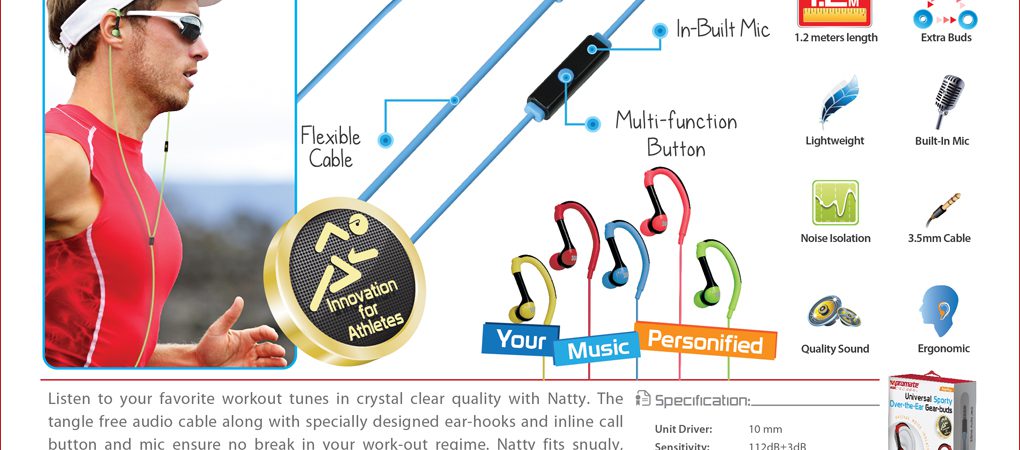 In-Built Mic
1.2 meters length
Extra Buds
Flexible
Cable
Multi-function
Button
Lightweight
Built-In Mic
Noise Isolation
3.5mm Cable
Innovation
for
Athletes
Your Music Personified
Quality Sound
Ergonomic
Listen to your favorite workout tunes in crystal clear quality with Natty. The
tangle free audio cable along with specially designed ear-hooks and inline call
button and mic ensure no break in your work-out regime. Natty fits snugly,
Specification:
Unit Driver: 10 mm
Sensitivity: 112dB±3dB
promate
Universal Sporty
Over-the-Ear Gear-buds